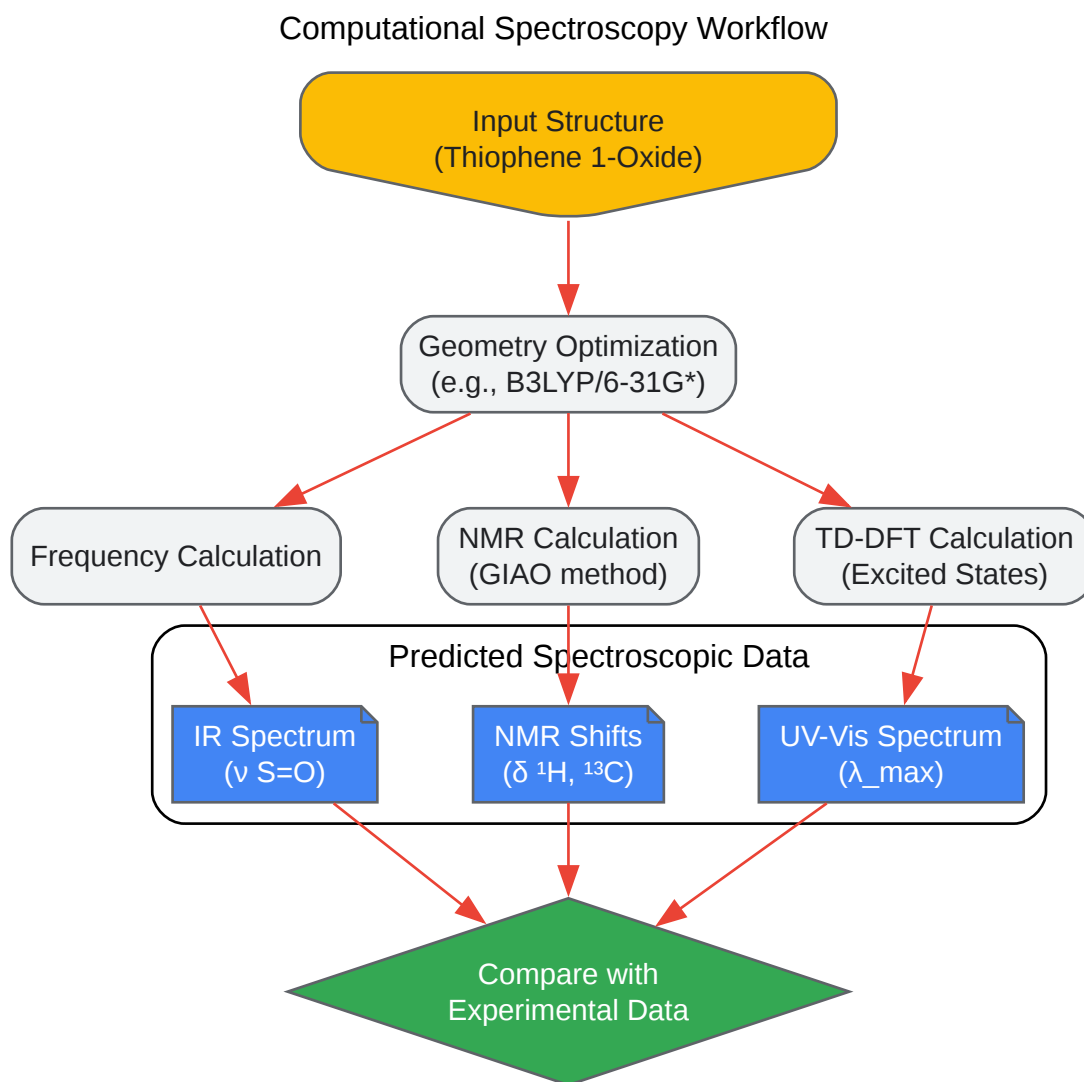 Computational Spectroscopy Workflow
Input Structure
(Thiophene 1-Oxide)
Geometry Optimization
(e.g., B3LYP/6-31G*)
Frequency Calculation
NMR Calculation
(GIAO method)
TD-DFT Calculation
(Excited States)
Predicted Spectroscopic Data
IR Spectrum
(ν S=O)
NMR Shifts
(δ ¹H, ¹³C)
UV-Vis Spectrum
(λ_max)
Compare with
Experimental Data